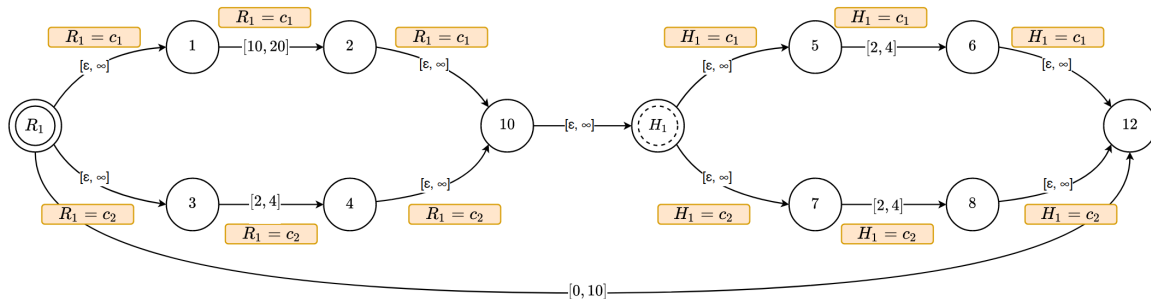 R₁ = c₁
R₁ = c₁
R₁ = c₁
H₁ = c₁
H₁ = c₁
H₁ = c₁
1
[10, 20]
2
5
[2, 4]
6
[ε, ∞]
[ε, ∞]
[ε, ∞]
[ε, ∞]
R₁
10
[ε, ∞]
H₁
12
[ε, ∞]
[ε, ∞]
[ε, ∞]
[ε, ∞]
3
[2, 4]
4
7
[2, 4]
8
R₁ = c₂
R₁ = c₂
R₁ = c₂
H₁ = c₂
H₁ = c₂
H₁ = c₂
[0, 10]